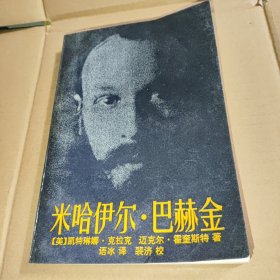 米哈伊尔·巴赫金
[美]凯特琳娜·克拉克 迈克尔·霍奎斯特 著
语冰 译 裴济 校